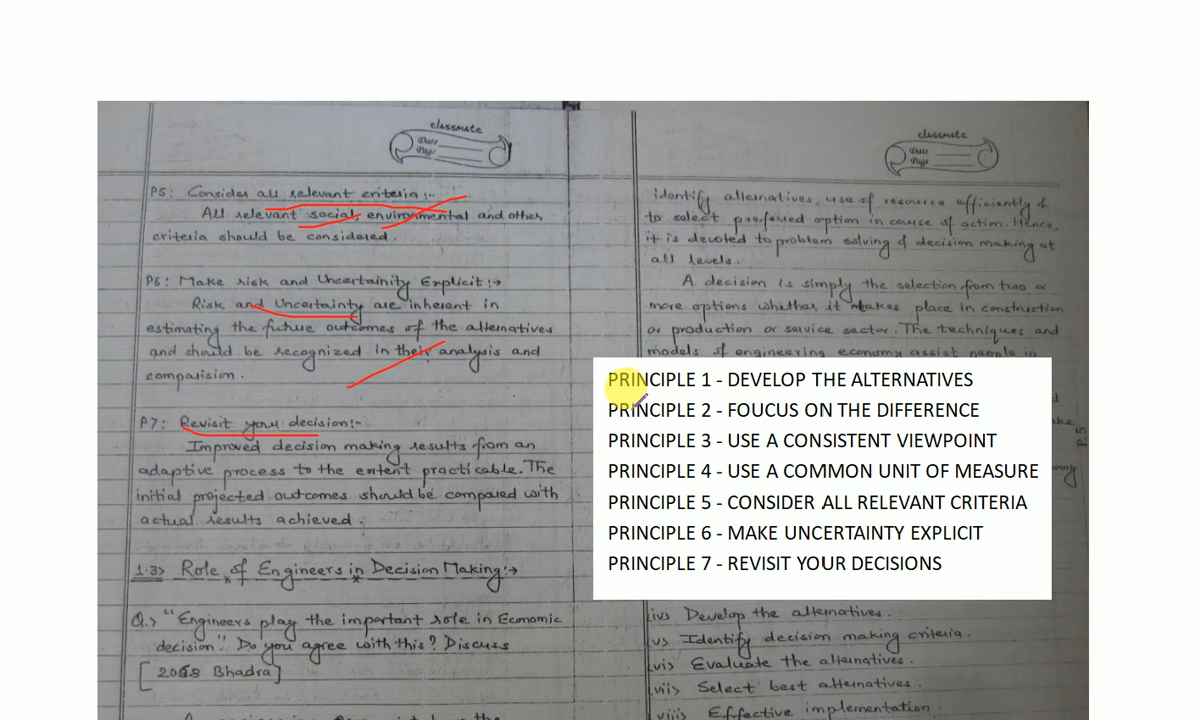 classmate
Date
Page
P5: Consider all relevant criteria:-
All relevant social, envirnmental and other
criteria should be considered.
P6: Make risk and Uncertainity Explicit:→
Risk and Uncertainty are inherant in
estimating the future outcomes of the alternatives
and should be recognized in their analysis and
comparision.
P7: Revisit your decision:-
Improved decision making results from an
adaptive process to the extent practicable. The
initial projected outcomes should be compared with
actual results achieved.
1.3> Role of Engineers in Decision Making:→
Q.> "Engineers play the important role in Economic
decision." Do you agree with this? Discuss
[2068 Bhadra]
classmate
Date
Page
identify alternatives, use of resource efficiently &
to select preferred option in cause of action. Hence,
it is devoted to problem solving & decision making at
all levels.
A decision is simply the selection from two or
more options whether it takes place in construction
or production or service sector. The techniques and
models of engineering economy assist people in
PRINCIPLE 1 - DEVELOP THE ALTERNATIVES
PRINCIPLE 2 - FOUCUS ON THE DIFFERENCE
PRINCIPLE 3 - USE A CONSISTENT VIEWPOINT
PRINCIPLE 4 - USE A COMMON UNIT OF MEASURE
PRINCIPLE 5 - CONSIDER ALL RELEVANT CRITERIA
PRINCIPLE 6 - MAKE UNCERTAINTY EXPLICIT
PRINCIPLE 7 - REVISIT YOUR DECISIONS
iv> Develop the alternatives.
v> Identify decision making criteria.
vi> Evaluate the alternatives.
vii> Select best alternatives.
viii> Effective implementation.